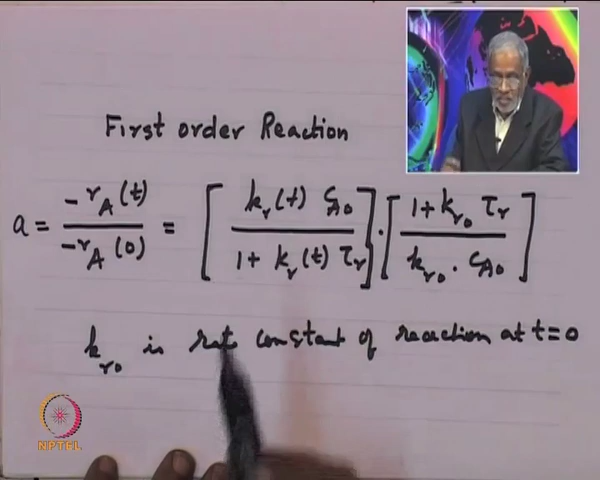 First order Reaction
a = -r_A(t) / -r_A(0) = [ k_r(t) C_A0 / 1 + k_r(t) τ_r ] · [ 1 + k_r0 τ_r / k_r0 · C_A0 ]
k_r0 is rate constant of reaction at t=0
NPTEL